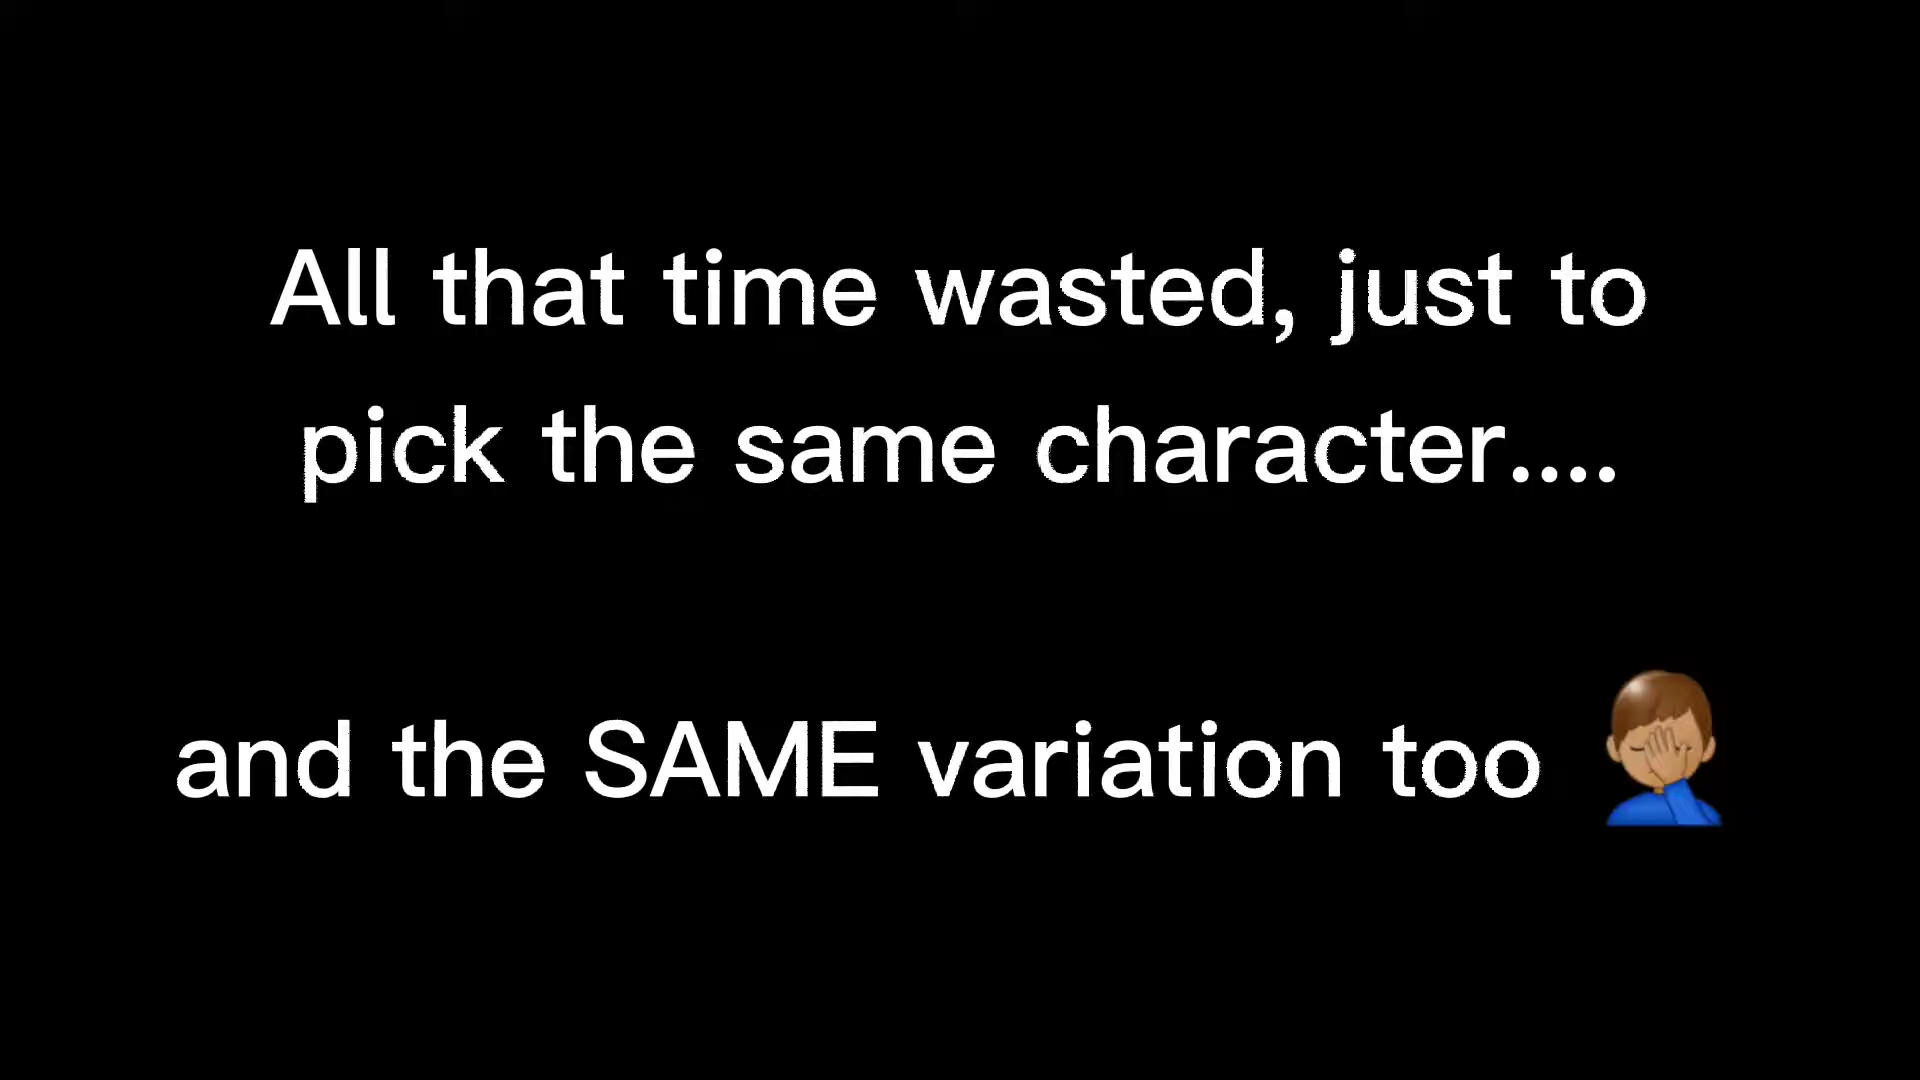 All that time wasted, just to
pick the same character....
and the SAME variation too 🤦🏽‍♂️